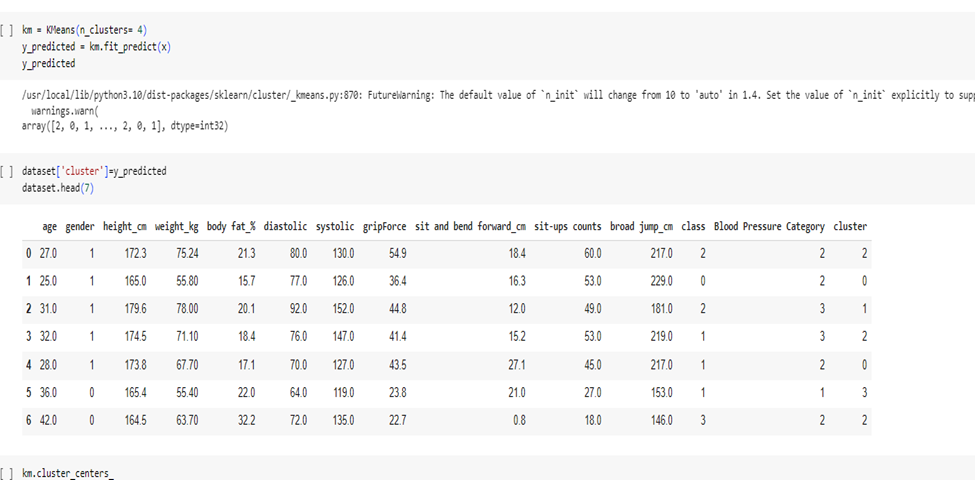 [ ] km = KMeans(n_clusters= 4)
y_predicted = km.fit_predict(x)
y_predicted
/usr/local/lib/python3.10/dist-packages/sklearn/cluster/_kmeans.py:870: FutureWarning: The default value of `n_init` will change from 10 to 'auto' in 1.4. Set the value of `n_init` explicitly to supp
warnings.warn(
array([2, 0, 1, ..., 2, 0, 1], dtype=int32)
[ ] dataset['cluster']=y_predicted
dataset.head(7)
age gender height_cm weight_kg body fat_% diastolic systolic gripForce sit and bend forward_cm sit-ups counts broad jump_cm class Blood Pressure Category cluster
0 27.0 1 172.3 75.24 21.3 80.0 130.0 54.9 18.4 60.0 217.0 2 2 2
1 25.0 1 165.0 55.80 15.7 77.0 126.0 36.4 16.3 53.0 229.0 0 2 0
2 31.0 1 179.6 78.00 20.1 92.0 152.0 44.8 12.0 49.0 181.0 2 3 1
3 32.0 1 174.5 71.10 18.4 76.0 147.0 41.4 15.2 53.0 219.0 1 3 2
4 28.0 1 173.8 67.70 17.1 70.0 127.0 43.5 27.1 45.0 217.0 1 2 0
5 36.0 0 165.4 55.40 22.0 64.0 119.0 23.8 21.0 27.0 153.0 1 1 3
6 42.0 0 164.5 63.70 32.2 72.0 135.0 22.7 0.8 18.0 146.0 3 2 2
[ ] km.cluster_centers_